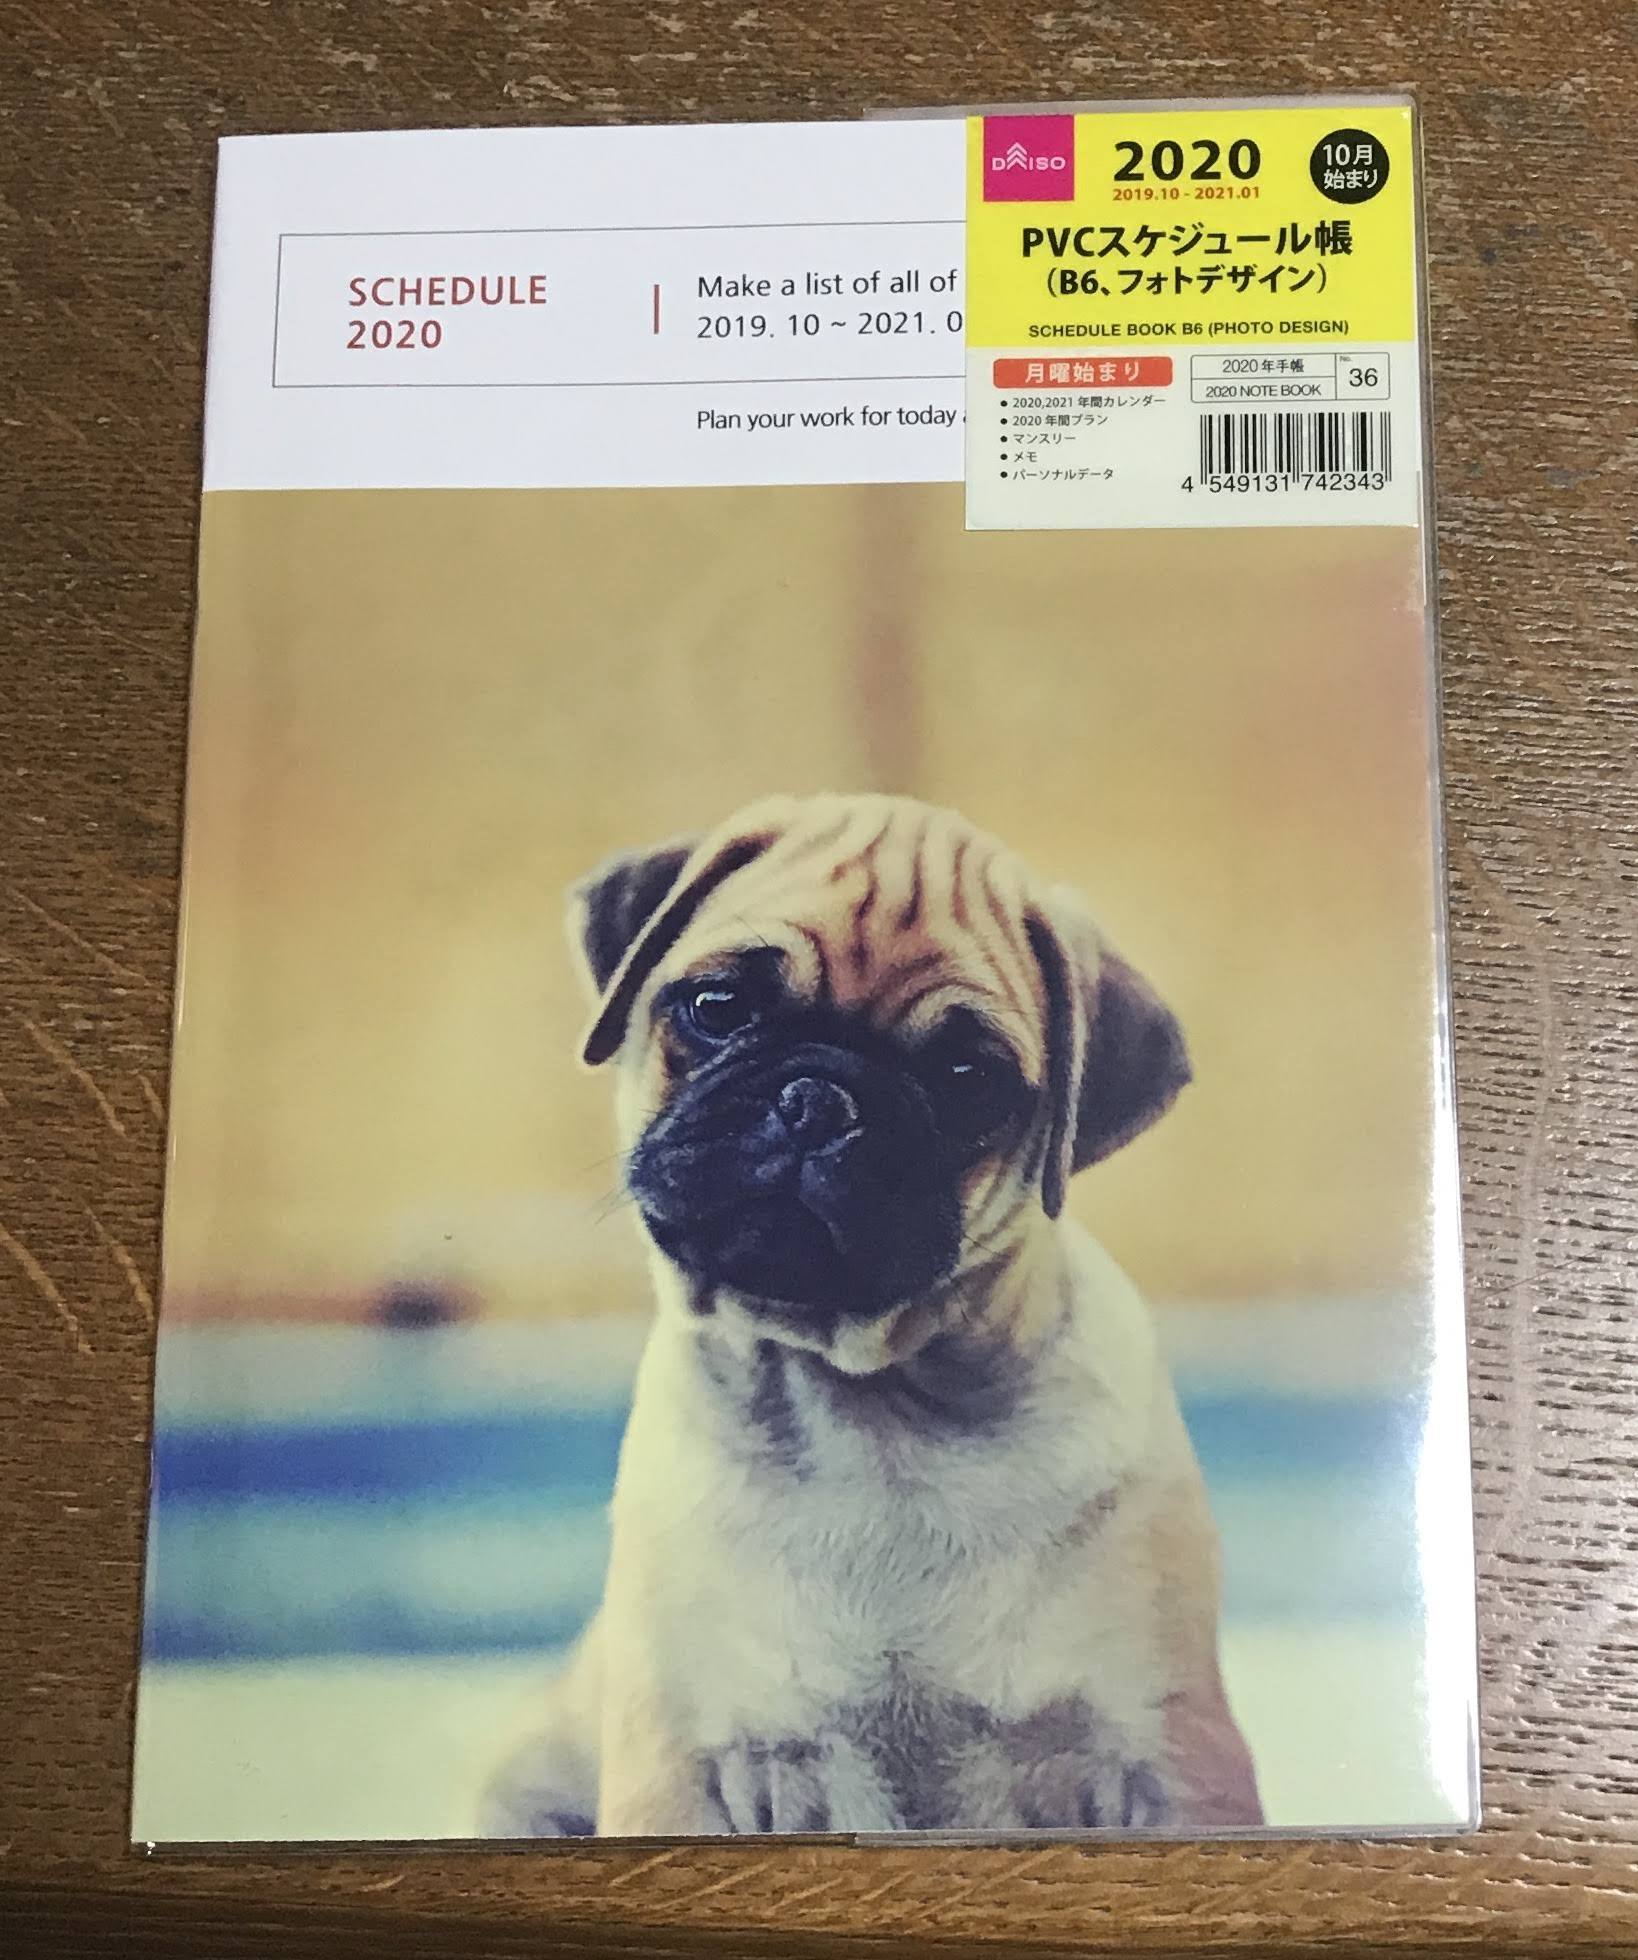 SCHEDULE
2020
Make a list of all of
2019. 10 ~ 2021. 0
Plan your work for today
DAISO
2020
2019.10 - 2021.01
10月
始まり
PVCスケジュール帳
（B6、フォトデザイン）
SCHEDULE BOOK B6 (PHOTO DESIGN)
月曜始まり
● 2020,2021 年間カレンダー
● 2020 年間プラン
● マンスリー
● メモ
● パーソナルデータ
2020 年手帳
2020 NOTE BOOK
No.
36
4 549131 742343